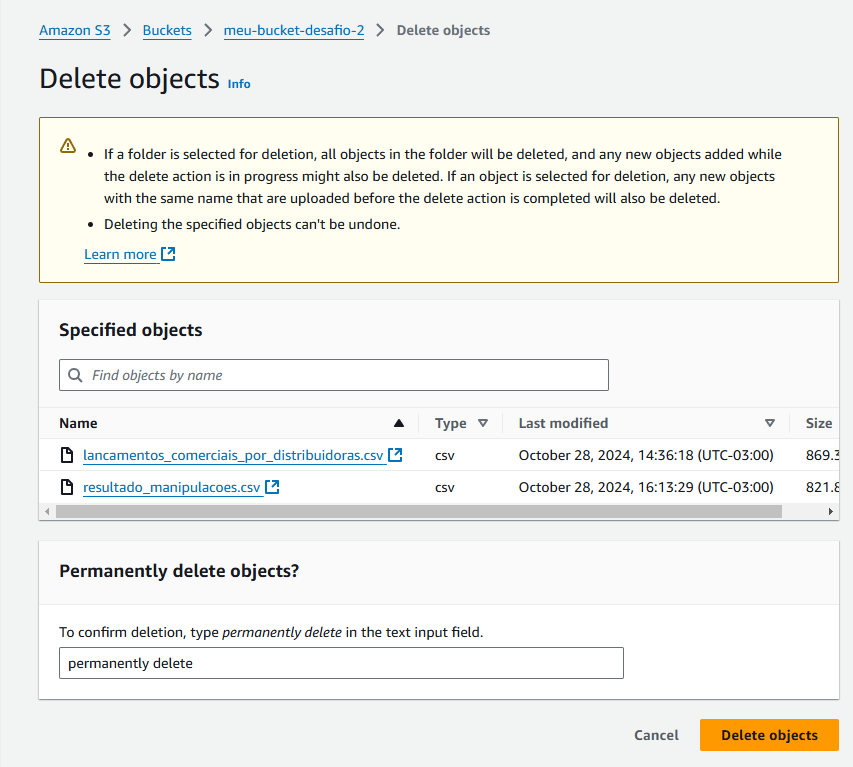 Amazon S3 > Buckets > meu-bucket-desafio-2 > Delete objects
Delete objects Info
• If a folder is selected for deletion, all objects in the folder will be deleted, and any new objects added while
the delete action is in progress might also be deleted. If an object is selected for deletion, any new objects
with the same name that are uploaded before the delete action is completed will also be deleted.
• Deleting the specified objects can't be undone.
Learn more
Specified objects
Find objects by name
Name Type Last modified Size
lancamentos_comerciais_por_distribuidoras.csv csv October 28, 2024, 14:36:18 (UTC-03:00) 869.3
resultado_manipulacoes.csv csv October 28, 2024, 16:13:29 (UTC-03:00) 821.8
Permanently delete objects?
To confirm deletion, type permanently delete in the text input field.
permanently delete
Cancel Delete objects